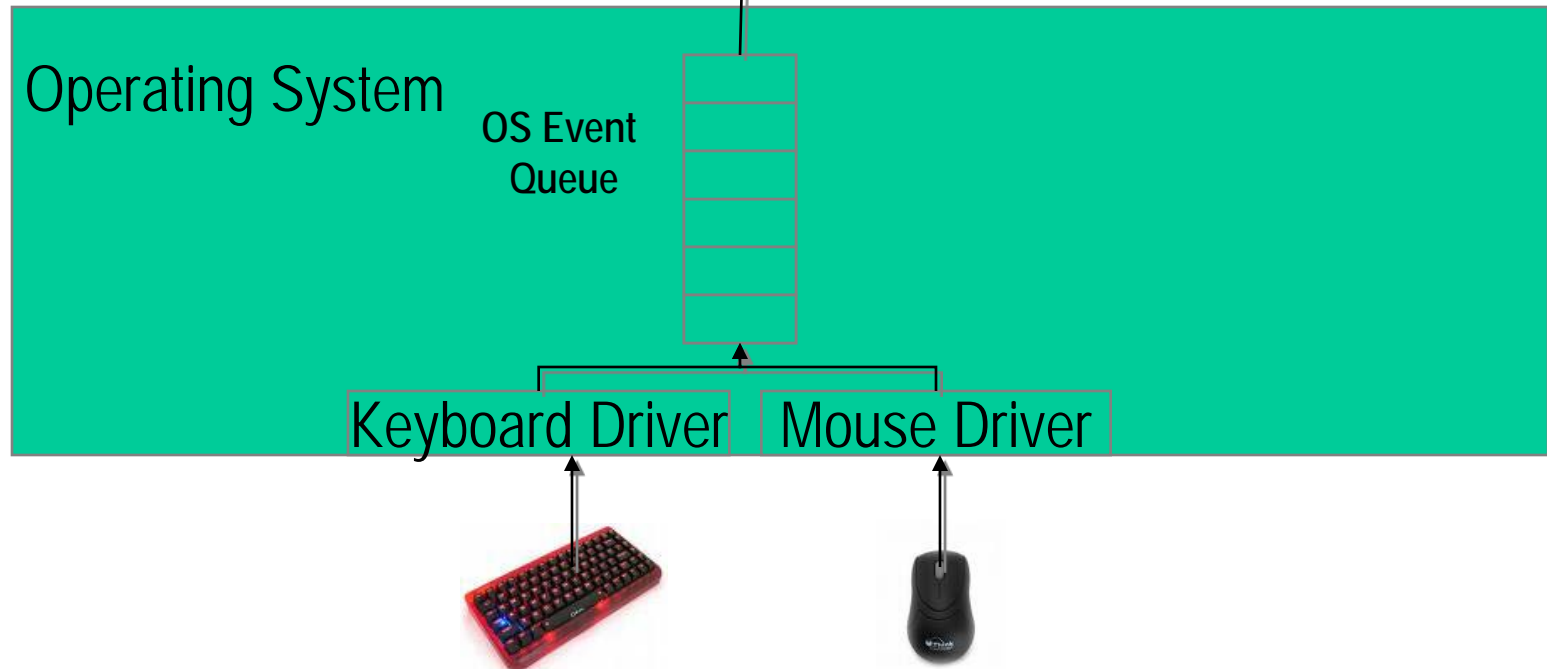 Operating System
OS Event
Queue
Keyboard Driver
Mouse Driver